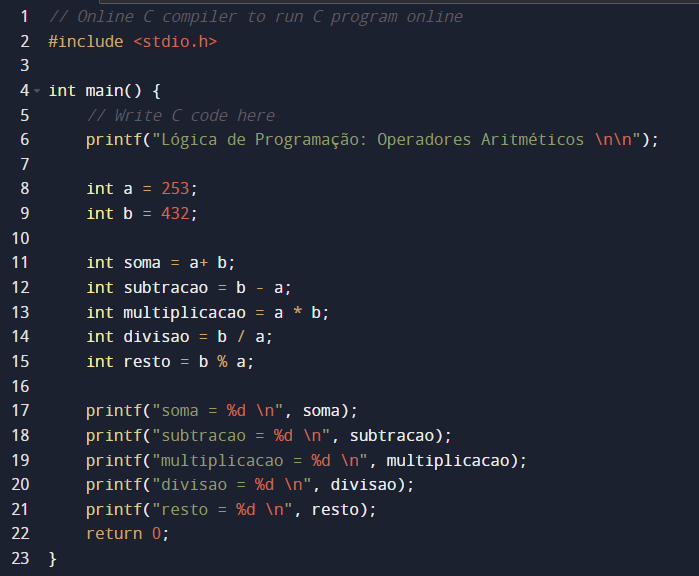 1 // Online C compiler to run C program online
2 #include <stdio.h>
3
4 int main() {
5     // Write C code here
6     printf("Lógica de Programação: Operadores Aritméticos \n\n");
7
8     int a = 253;
9     int b = 432;
10
11     int soma = a+ b;
12     int subtracao = b - a;
13     int multiplicacao = a * b;
14     int divisao = b / a;
15     int resto = b % a;
16
17     printf("soma = %d \n", soma);
18     printf("subtracao = %d \n", subtracao);
19     printf("multiplicacao = %d \n", multiplicacao);
20     printf("divisao = %d \n", divisao);
21     printf("resto = %d \n", resto);
22     return 0;
23 }